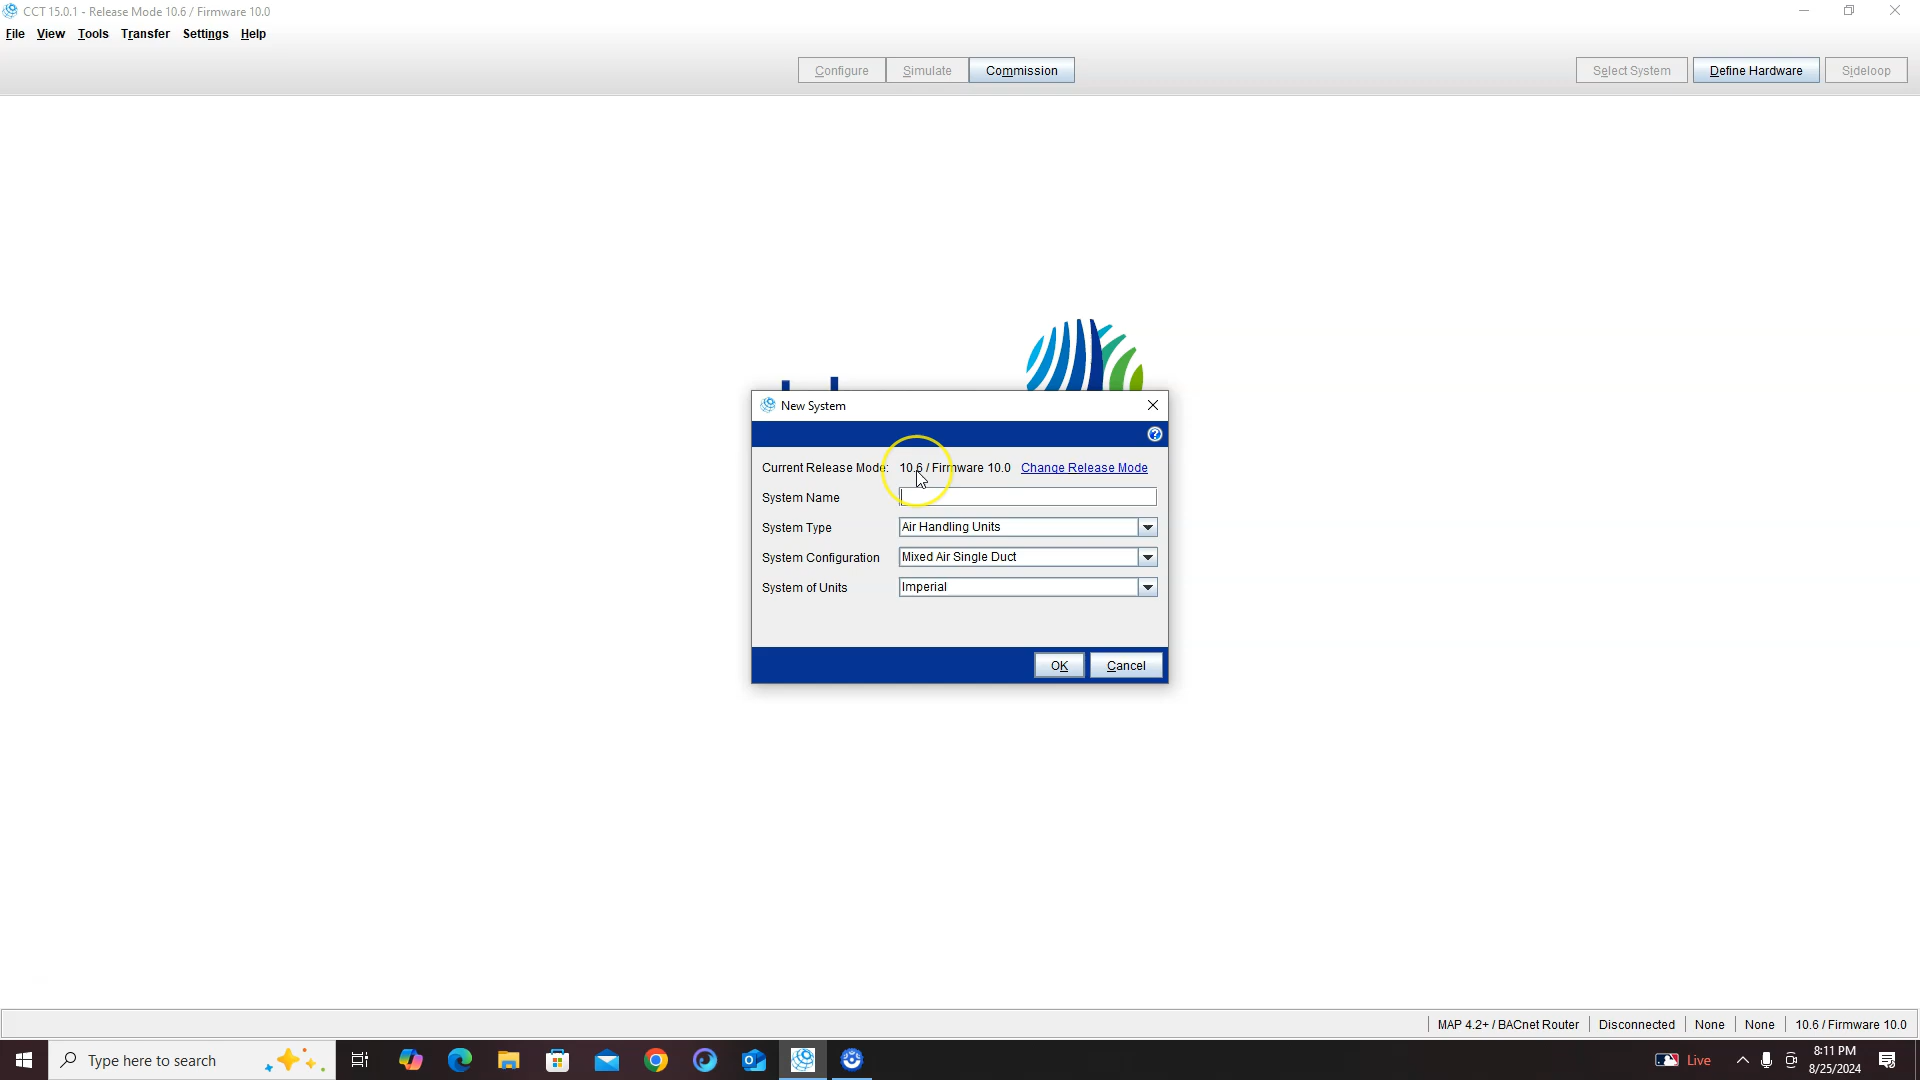 CCT 15.0.1 - Release Mode 10.6 / Firmware 10.0
File View Tools Transfer Settings Help
Configure Simulate Commission Select System Define Hardware Sideloop
New System
Current Release Mode: 10.6 / Firmware 10.0 Change Release Mode
System Name
System Type Air Handling Units
System Configuration Mixed Air Single Duct
System of Units Imperial
OK Cancel
MAP 4.2+ / BACnet Router Disconnected None None 10.6 / Firmware 10.0
Type here to search
Live
8:11 PM
8/25/2024